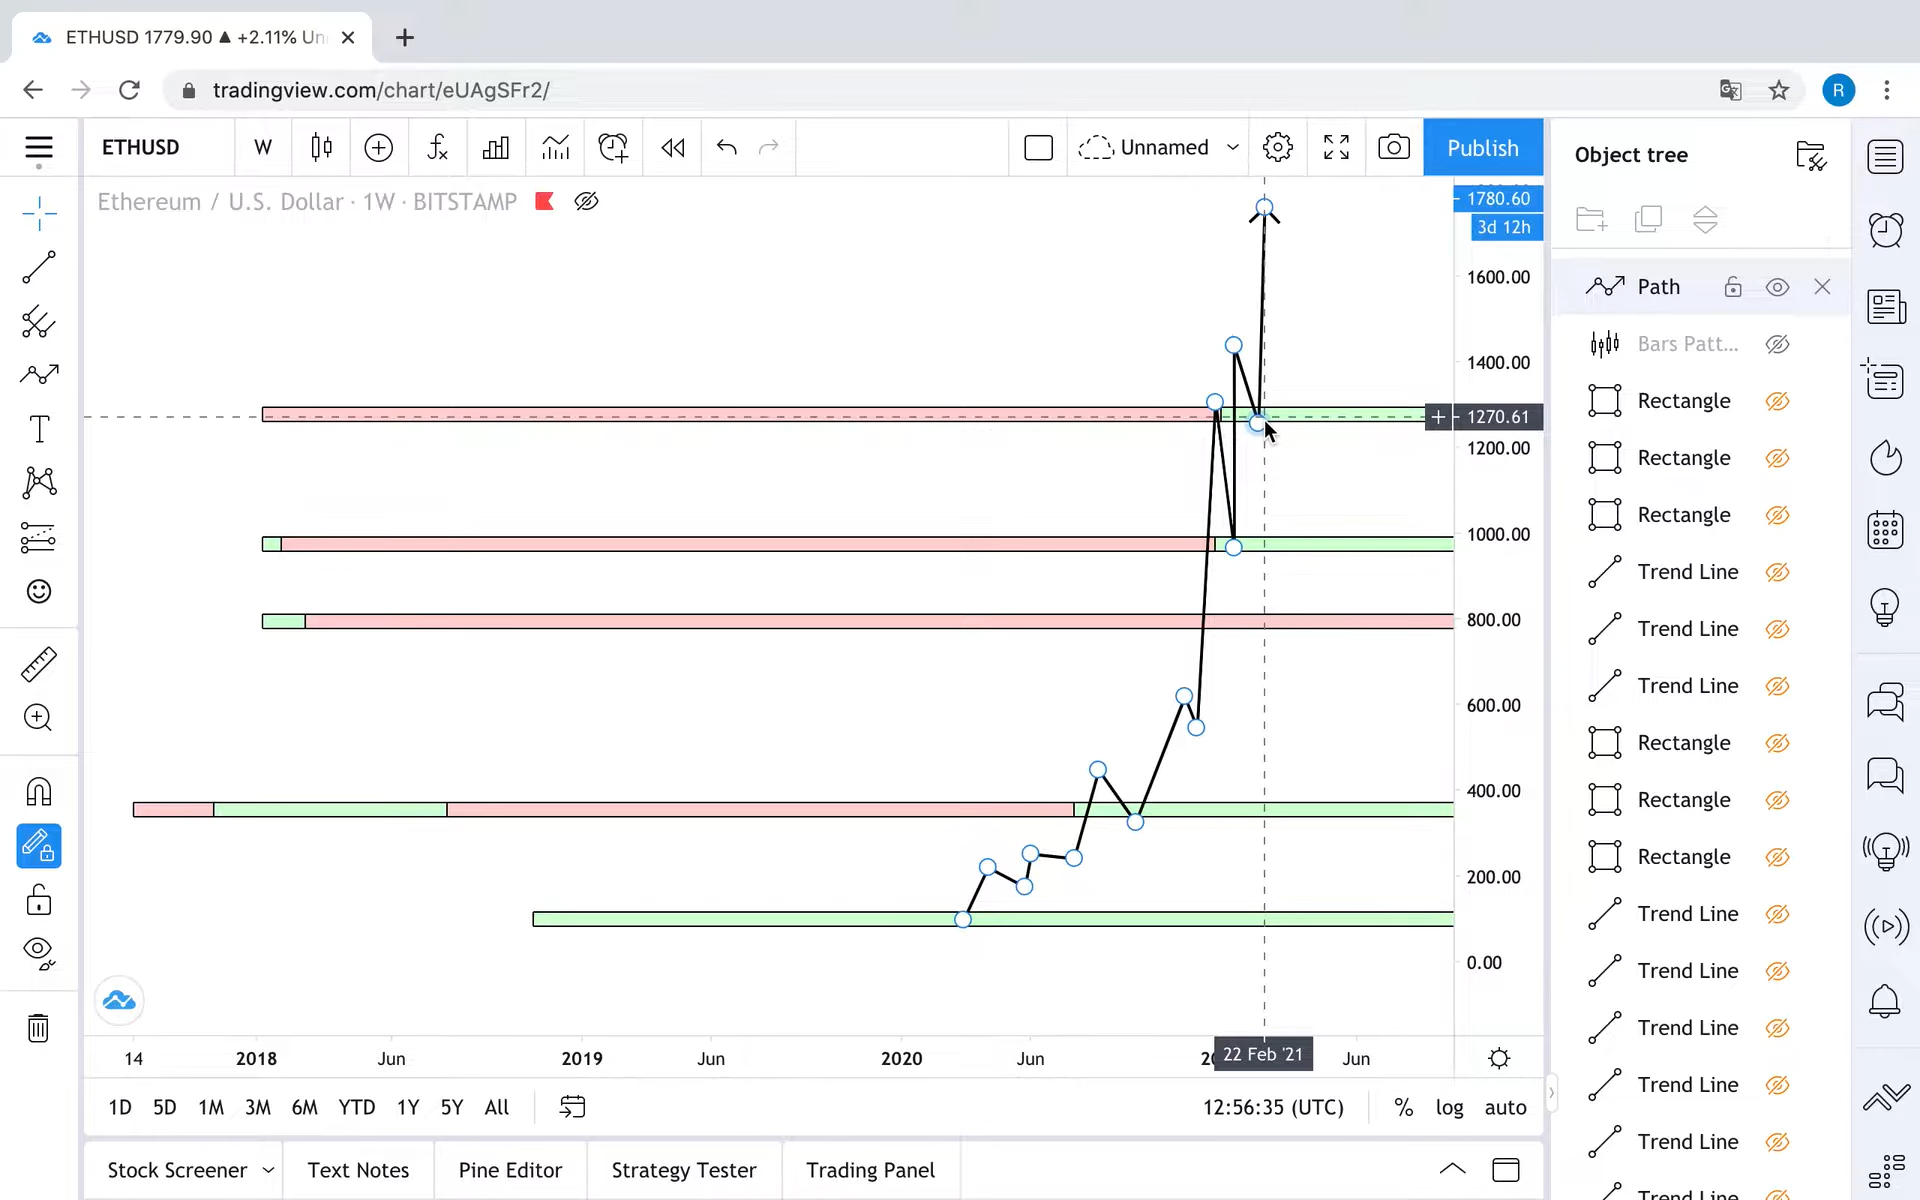 ETHUSD 1779.90 ▲ +2.11% Un
tradingview.com/chart/eUAgSFr2/
R
ETHUSD
W
Unnamed
Publish
Object tree
Ethereum / U.S. Dollar · 1W · BITSTAMP
1780.60
3d 12h
1600.00
1400.00
1270.61
1200.00
1000.00
800.00
600.00
400.00
200.00
0.00
Path
Bars Patt...
Rectangle
Rectangle
Rectangle
Trend Line
Trend Line
Trend Line
Rectangle
Rectangle
Rectangle
Trend Line
Trend Line
Trend Line
Trend Line
Trend Line
Trend Line
14 2018 Jun 2019 Jun 2020 Jun 20 22 Feb '21 Jun
1D 5D 1M 3M 6M YTD 1Y 5Y All 12:56:35 (UTC) % log auto
Stock Screener Text Notes Pine Editor Strategy Tester Trading Panel